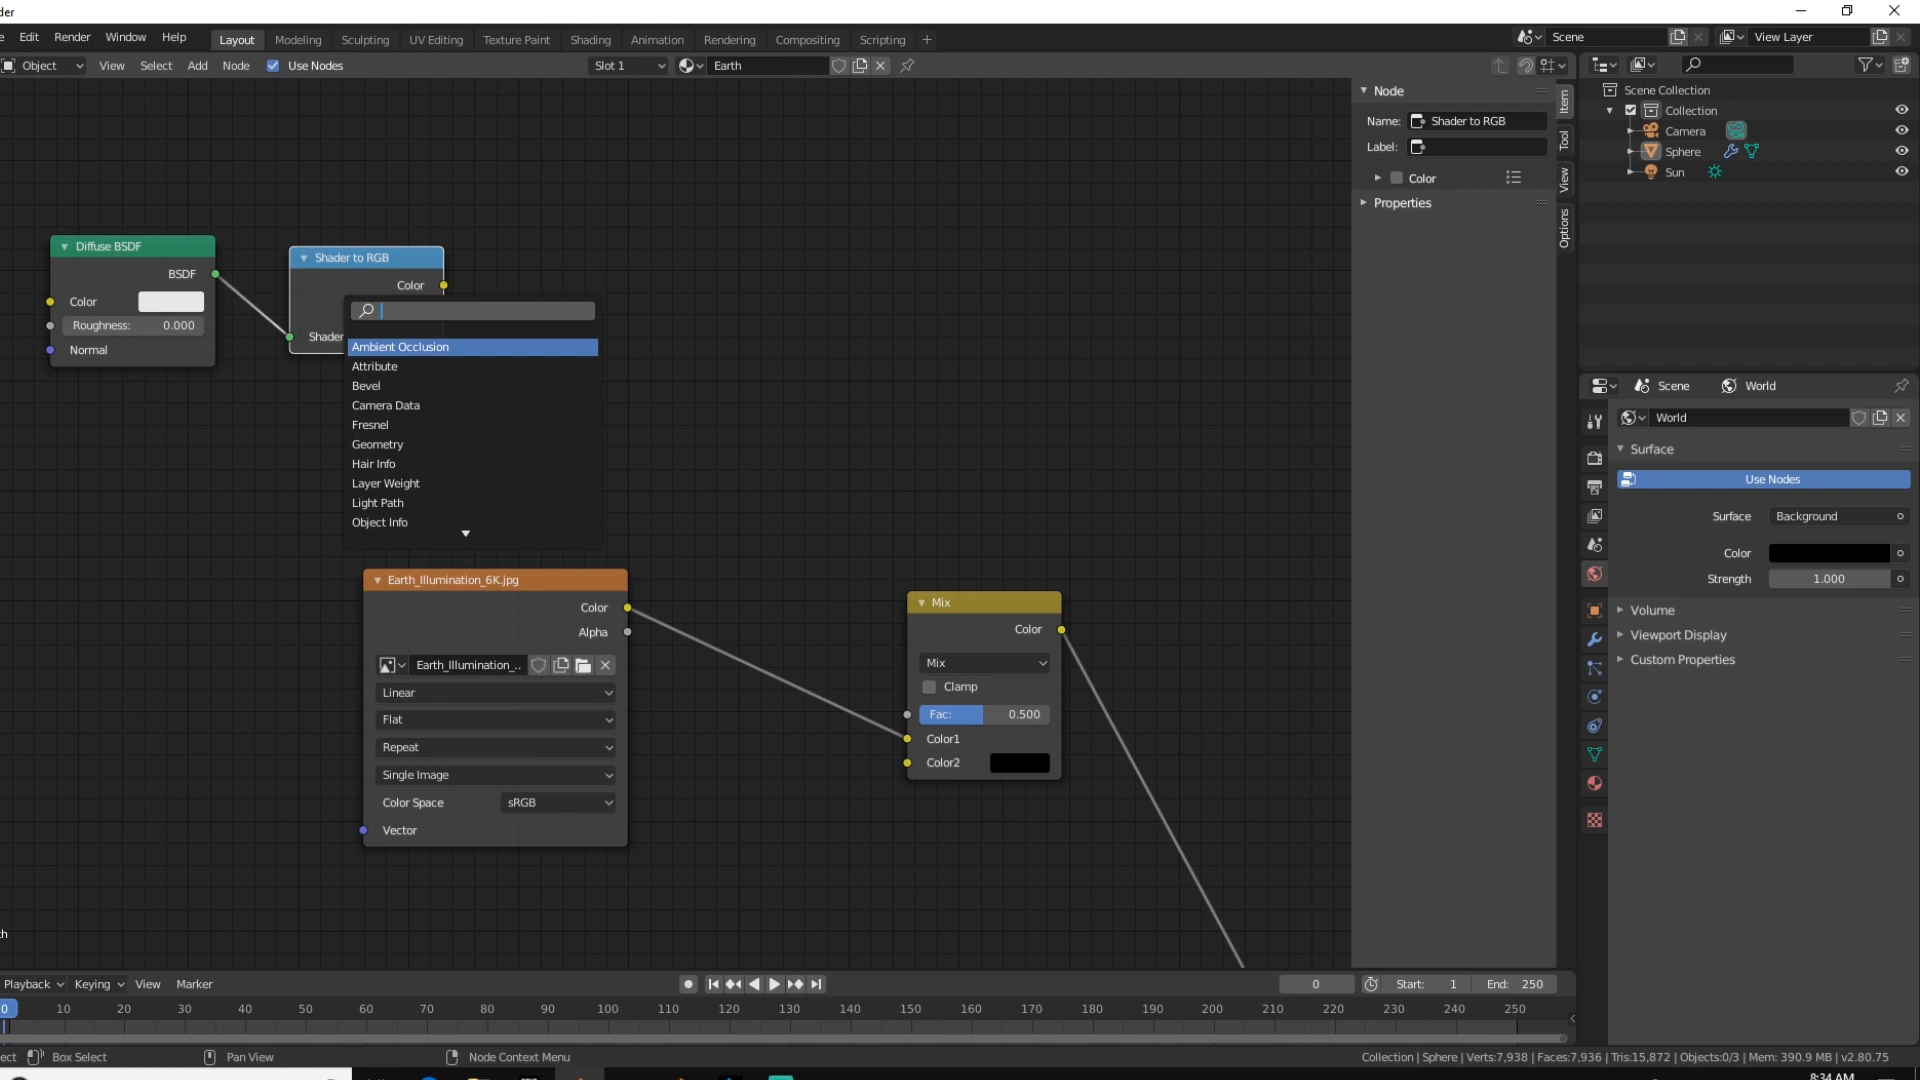 der
e Edit Render Window Help Layout Modeling Sculpting UV Editing Texture Paint Shading Animation Rendering Compositing Scripting + Scene View Layer
Object View Select Add Node Use Nodes Slot 1 Earth
Node
Name: Shader to RGB
Label:
Color
Properties
Item
Tool
View
Options
Scene Collection
Collection
Camera
Sphere
Sun
Diffuse BSDF
BSDF
Color
Roughness: 0.000
Normal
Shader to RGB
Color
Shader
Ambient Occlusion
Attribute
Bevel
Camera Data
Fresnel
Geometry
Hair Info
Layer Weight
Light Path
Object Info
Earth_Illumination_6K.jpg
Color
Alpha
Earth_Illumination_..
Linear
Flat
Repeat
Single Image
Color Space sRGB
Vector
Mix
Color
Mix
Clamp
Fac: 0.500
Color1
Color2
Scene World
World
Surface
Use Nodes
Surface Background
Color
Strength 1.000
Volume
Viewport Display
Custom Properties
th
Playback Keying View Marker 0 Start: 1 End: 250
0 10 20 30 40 50 60 70 80 90 100 110 120 130 140 150 160 170 180 190 200 210 220 230 240 250
ect Box Select Pan View Node Context Menu Collection | Sphere | Verts:7,938 | Faces:7,936 | Tris:15,872 | Objects:0/3 | Mem: 390.9 MB | v2.80.75
8:34 AM